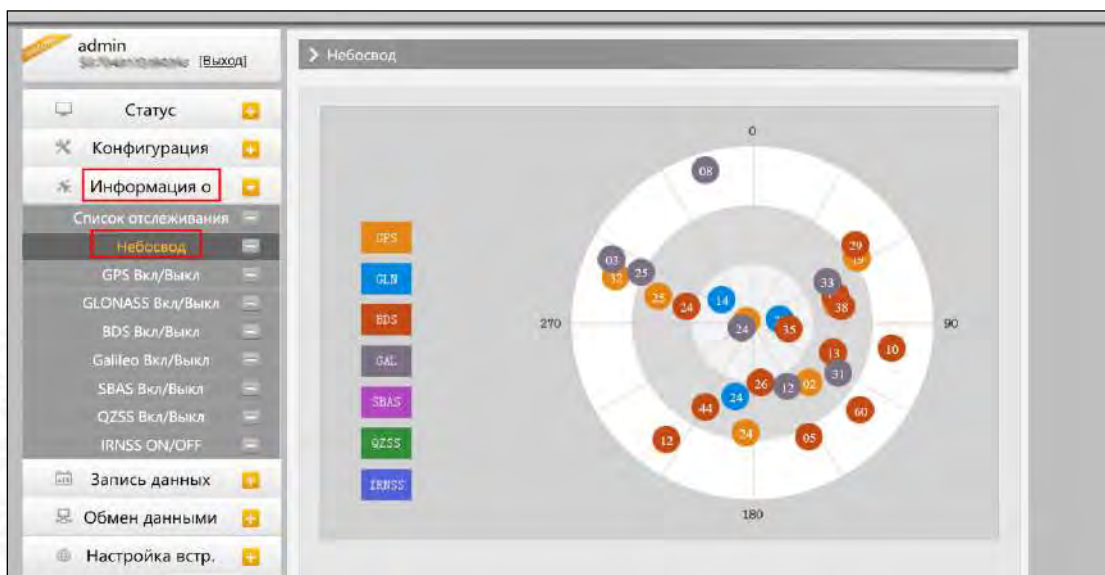 admin
[Выход]
Небосвод
Статус
Конфигурация
Информация о
Список отслеживания
Небосвод
GPS Вкл/Выкл
GLONASS Вкл/Выкл
BDS Вкл/Выкл
Galileo Вкл/Выкл
SBAS Вкл/Выкл
QZSS Вкл/Выкл
IRNSS ON/OFF
Запись данных
Обмен данными
Настройка встр.
GPS
GLN
BDS
GAL
SBAS
QZSS
IRNSS
0
08
29
03
32
25
33
25
24
14
38
270
24
35
90
13
10
31
26
12
02
24
44
60
12
24
05
180